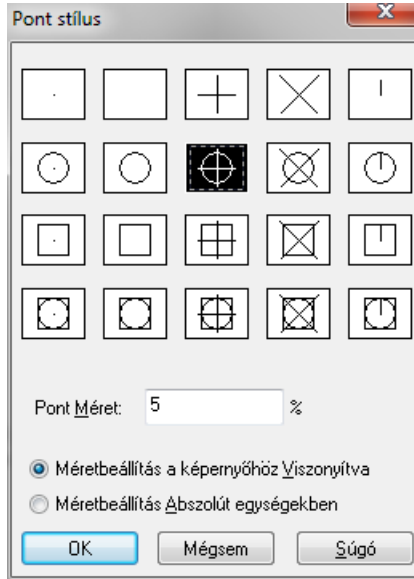 Pont stílus
Pont Méret: 5 %
Méretbeállítás a képernyőhöz Viszonyítva
Méretbeállítás Abszolút egységekben
OK Mégsem Súgó